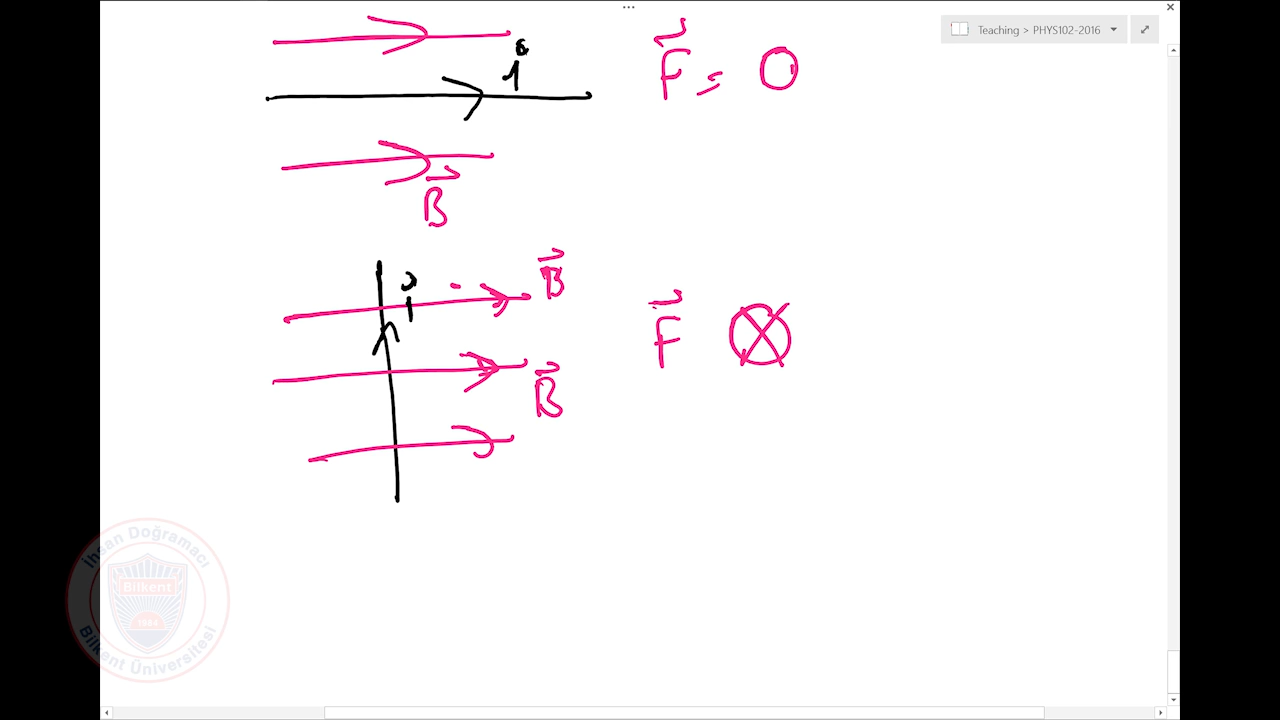 Teaching > PHYS102-2016
i
F⃗ = 0
B⃗
i
B⃗
F⃗ ⊗
B⃗
İhsan Doğramacı
Bilkent
1984
Bilkent Üniversitesi